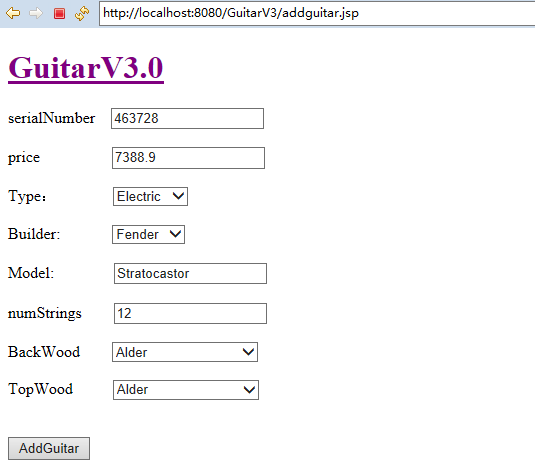 http://localhost:8080/GuitarV3/addguitar.jsp
GuitarV3.0
serialNumber 463728
price 7388.9
Type： Electric
Builder: Fender
Model: Stratocastor
numStrings 12
BackWood Alder
TopWood Alder
AddGuitar